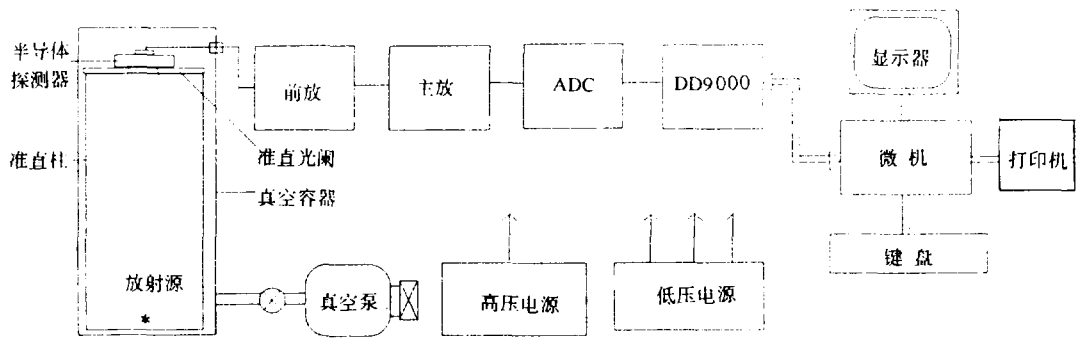 半导体
探测器
准直柱
准直光阑
真空容器
放射源
前放
主放
ADC
DD9000
显示器
微机
打印机
键盘
真空泵
高压电源
低压电源